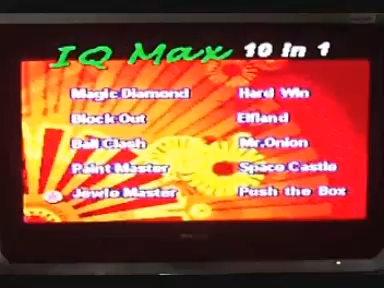 IQ Max 10 in 1
Magic Diamond Hard Win
Block Out Elfland
Ball Clash Mr.Onion
Paint Master Space Castle
Jewle Master Push the Box